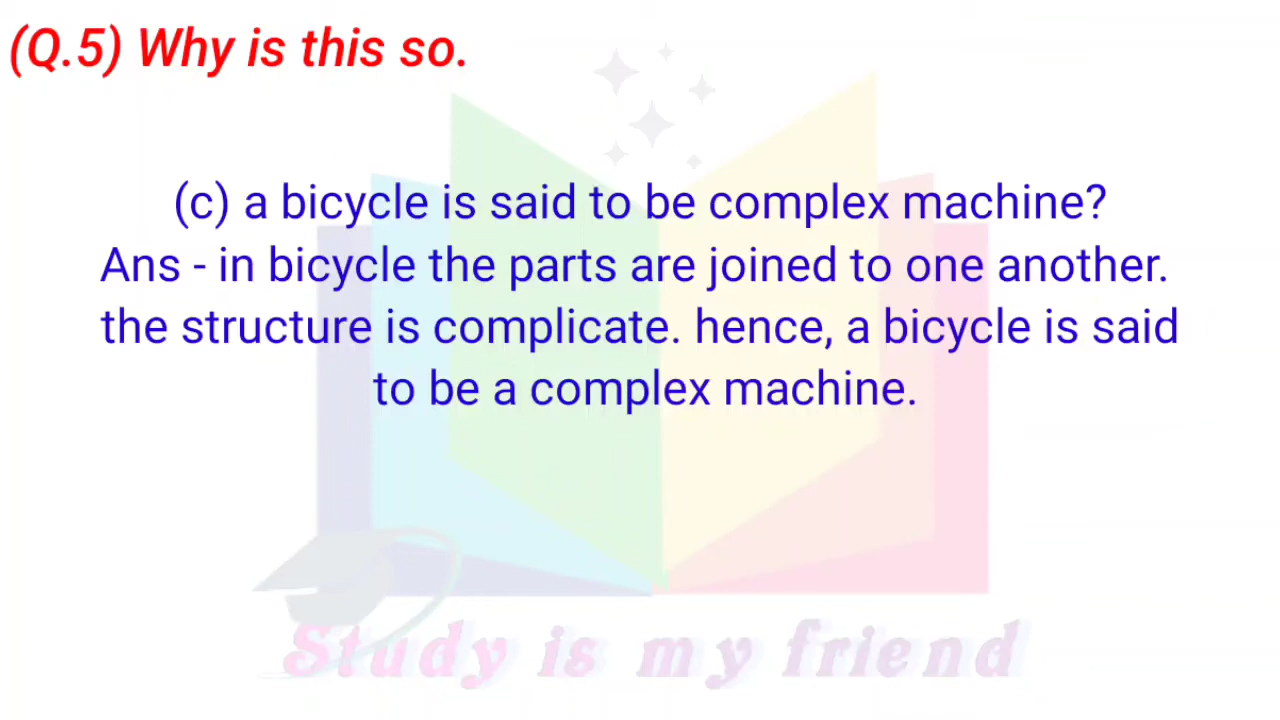 (Q.5) Why is this so.
(c) a bicycle is said to be complex machine?
Ans - in bicycle the parts are joined to one another.
the structure is complicate. hence, a bicycle is said
to be a complex machine.
Study is my friend